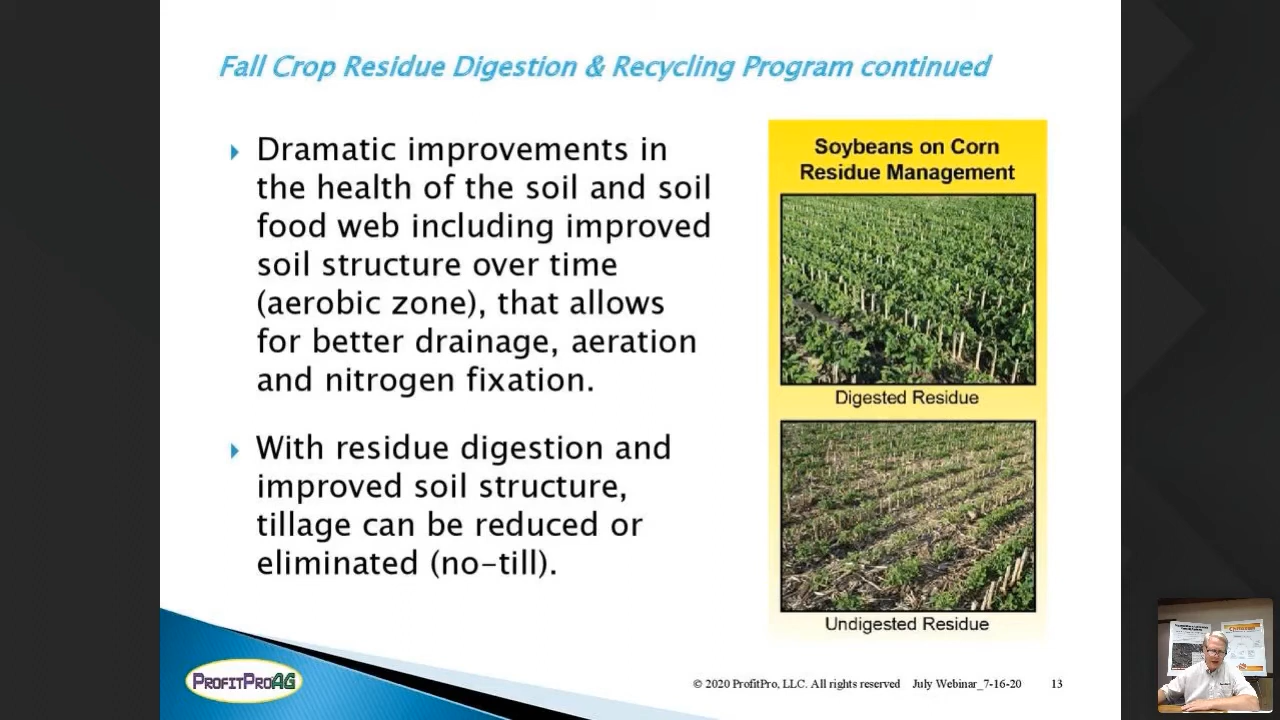 Fall Crop Residue Digestion & Recycling Program continued
Dramatic improvements in
the health of the soil and soil
food web including improved
soil structure over time
(aerobic zone), that allows
for better drainage, aeration
and nitrogen fixation.
With residue digestion and
improved soil structure,
tillage can be reduced or
eliminated (no-till).
Soybeans on Corn
Residue Management
Digested Residue
Undigested Residue
PROFITPROAG
© 2020 ProfitPro, LLC. All rights reserved July Webinar_7-16-20 13